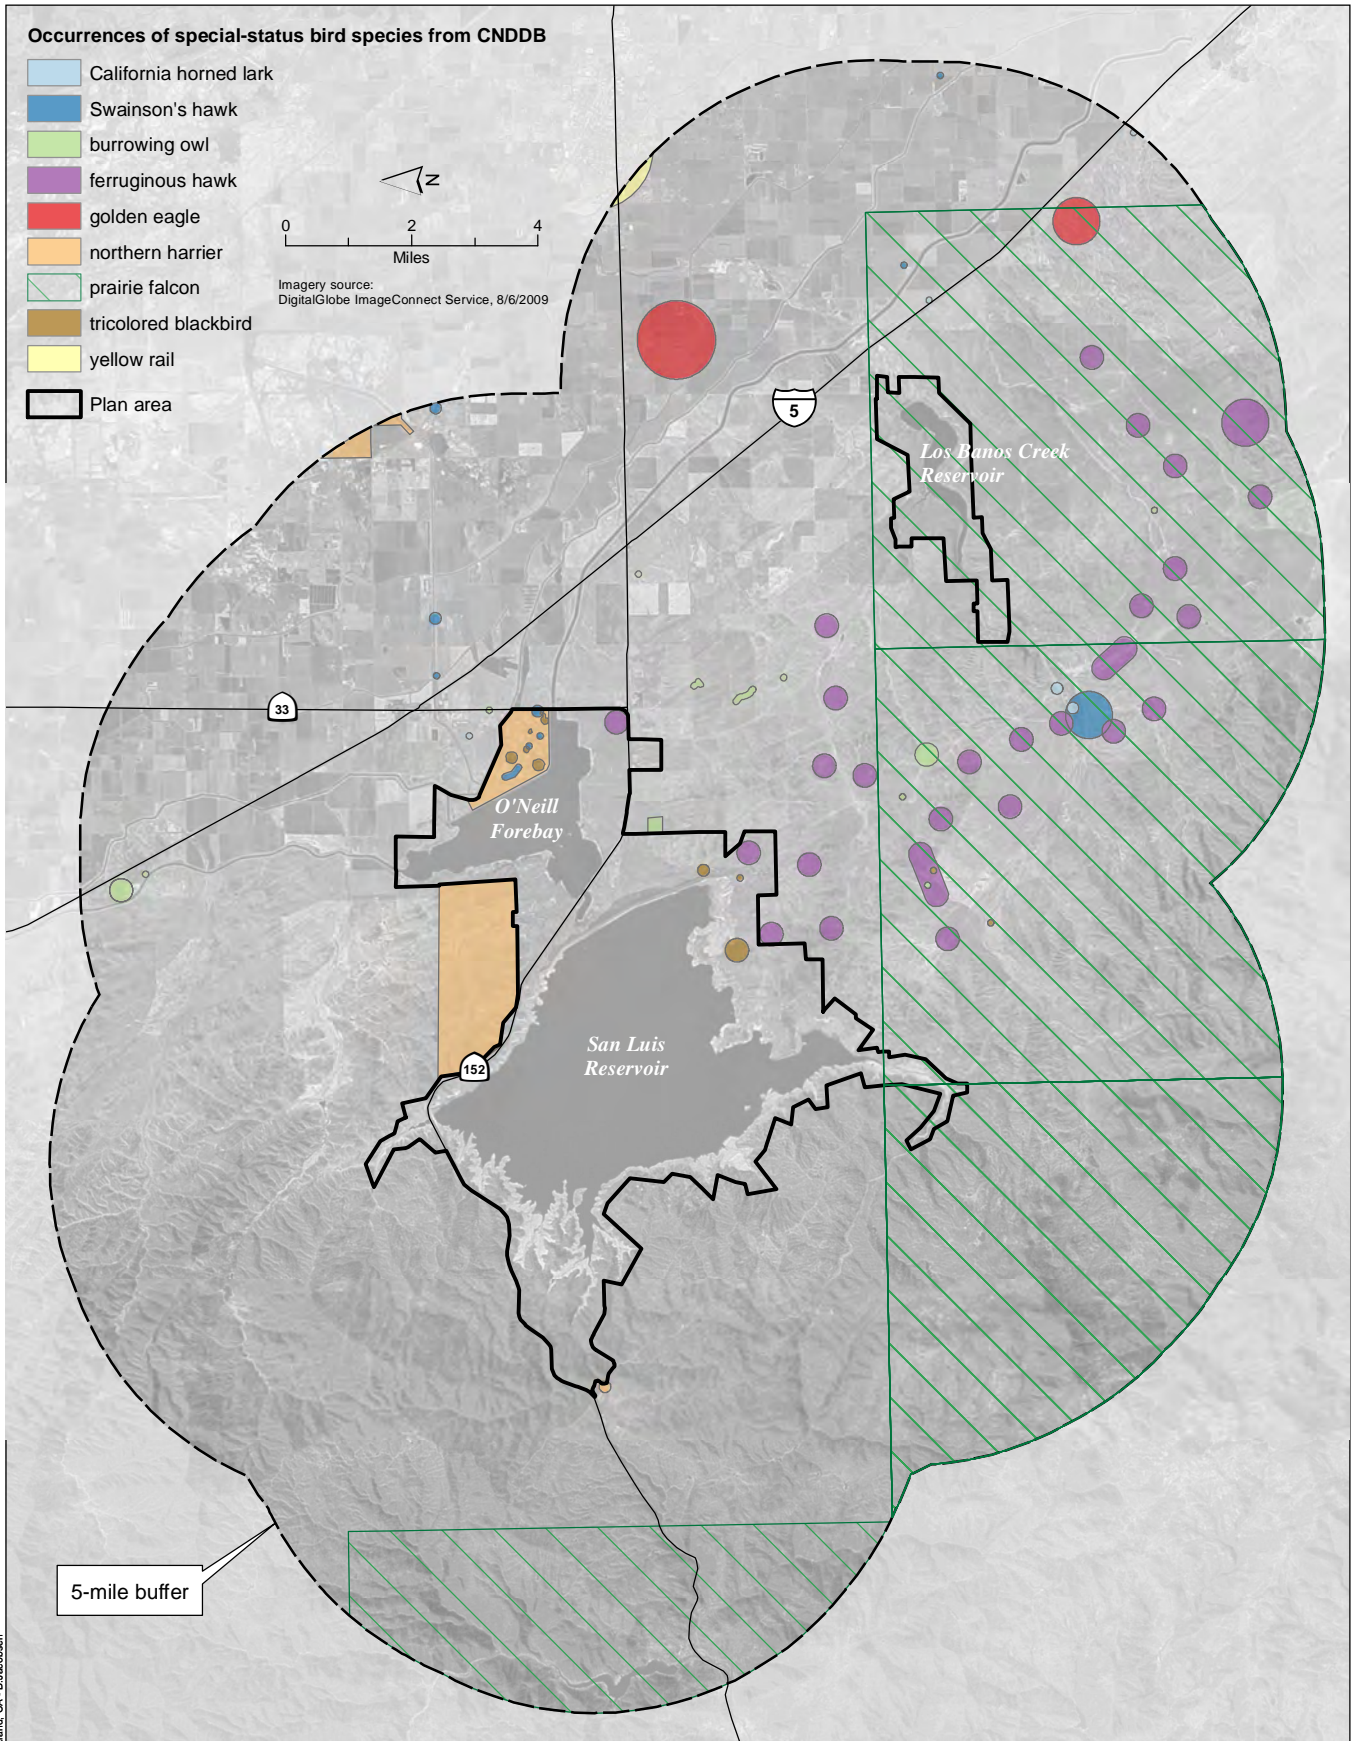 Occurrences of special-status bird species from CNDDB
California horned lark
Swainson's hawk
burrowing owl
ferruginous hawk
golden eagle
northern harrier
prairie falcon
tricolored blackbird
yellow rail
Plan area
N
0 2 4
Miles
Imagery source:
DigitalGlobe ImageConnect Service, 8/6/2009
5
Los Banos Creek
Reservoir
33
O'Neill
Forebay
San Luis
Reservoir
152
5-mile buffer